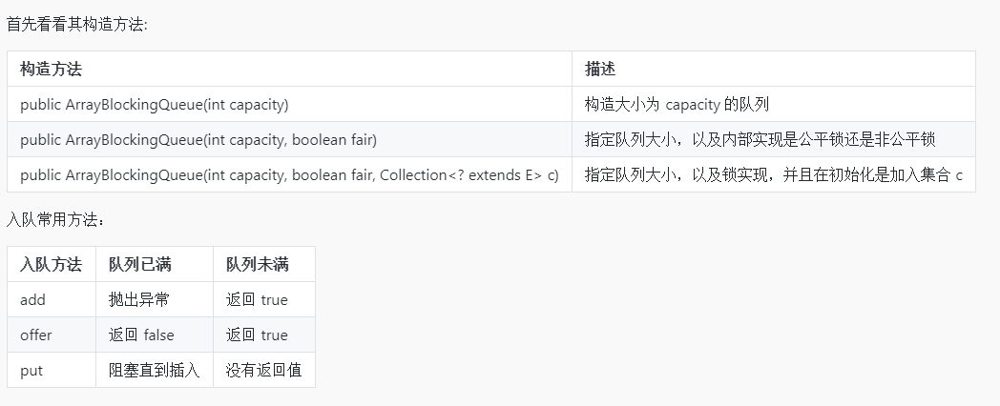 首先看看其构造方法:
构造方法 描述
public ArrayBlockingQueue(int capacity) 构造大小为 capacity 的队列
public ArrayBlockingQueue(int capacity, boolean fair) 指定队列大小，以及内部实现是公平锁还是非公平锁
public ArrayBlockingQueue(int capacity, boolean fair, Collection<? extends E> c) 指定队列大小，以及锁实现，并且在初始化是加入集合 c
入队常用方法：
入队方法 队列已满 队列未满
add 抛出异常 返回 true
offer 返回 false 返回 true
put 阻塞直到插入 没有返回值